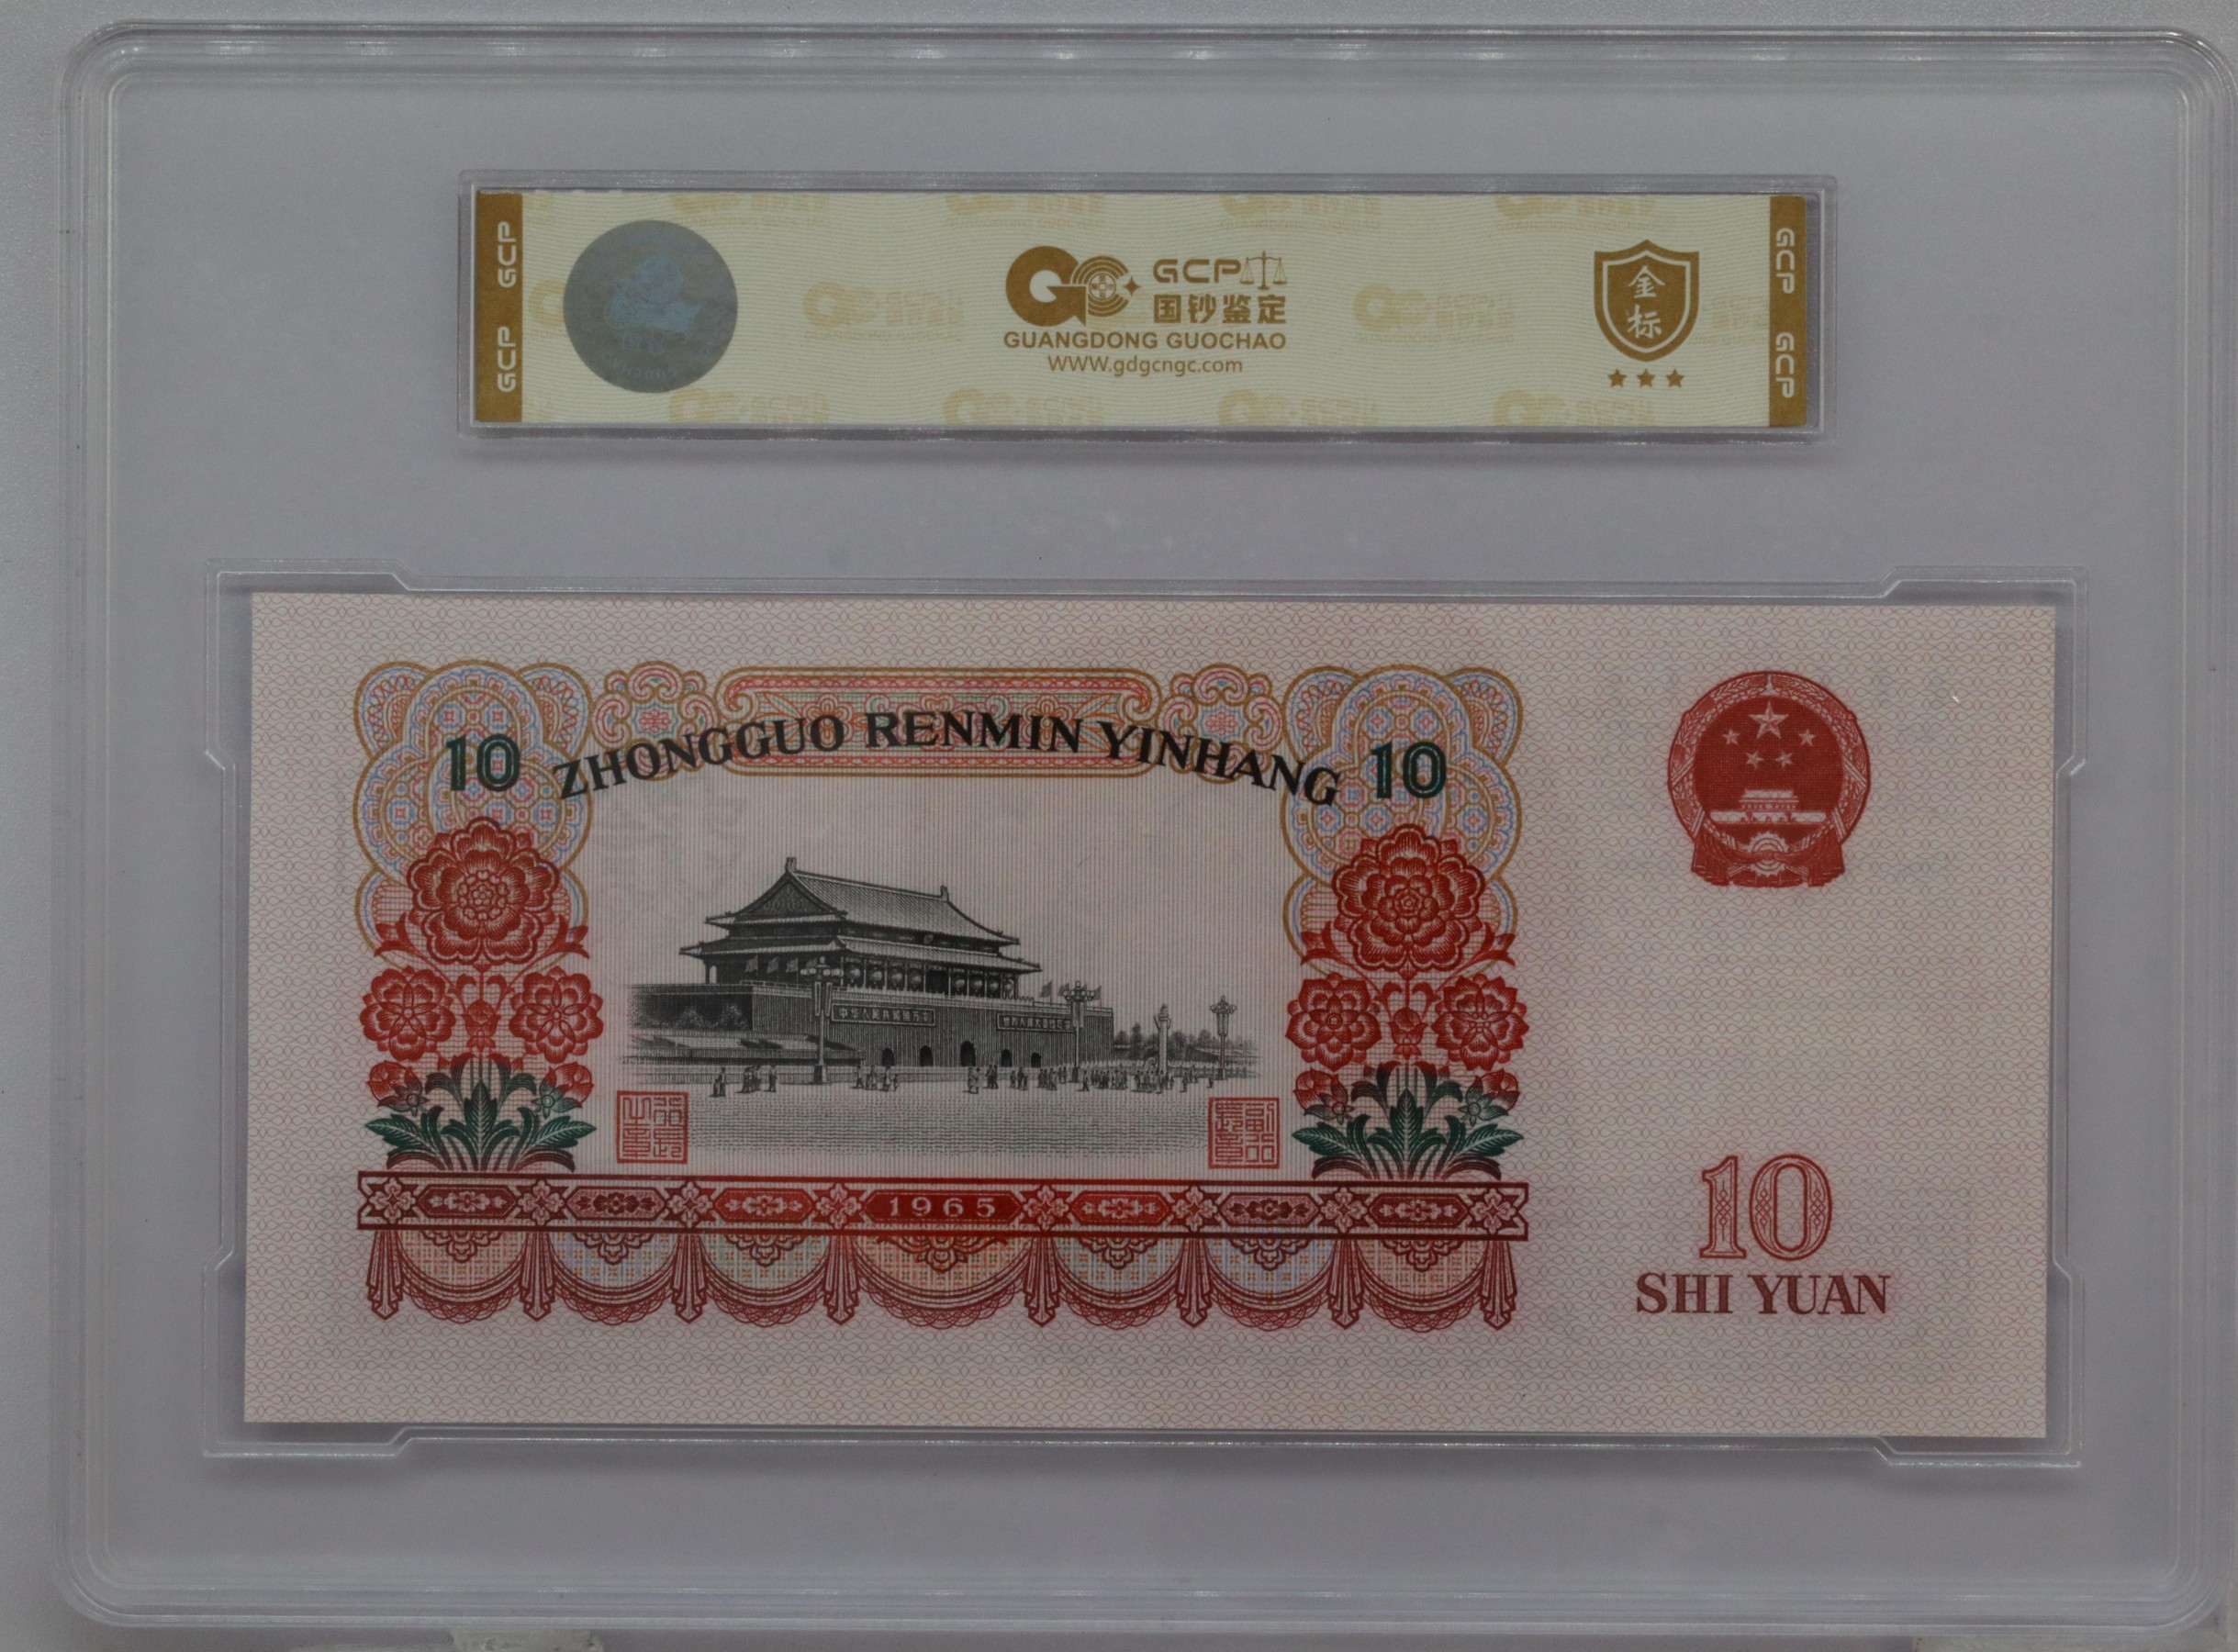 GCP GCP
GCP
国钞鉴定
GUANGDONG GUOCHAO
WWW.gdgcngc.com
金标
GCP GCP
ZHONGGUO RENMIN YINHANG
10
10
1965
10
SHI YUAN